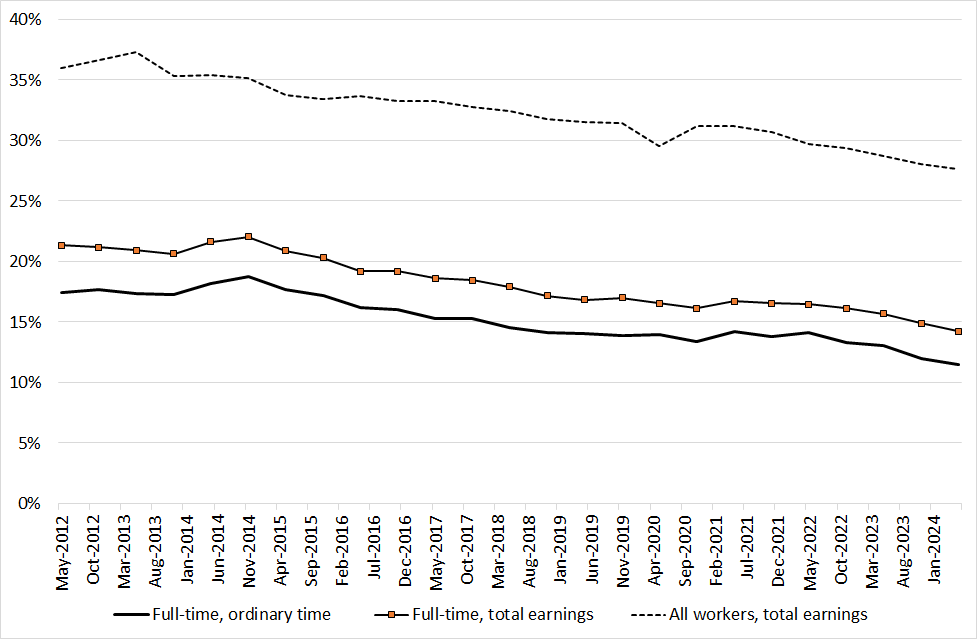 40%
35%
30%
25%
20%
15%
10%
5%
0%
May-2012
Oct-2012
Mar-2013
Aug-2013
Jan-2014
Jun-2014
Nov-2014
Apr-2015
Sep-2015
Feb-2016
Jul-2016
Dec-2016
May-2017
Oct-2017
Mar-2018
Aug-2018
Jan-2019
Jun-2019
Nov-2019
Apr-2020
Sep-2020
Feb-2021
Jul-2021
Dec-2021
May-2022
Oct-2022
Mar-2023
Aug-2023
Jan-2024
Full-time, ordinary time
Full-time, total earnings
All workers, total earnings